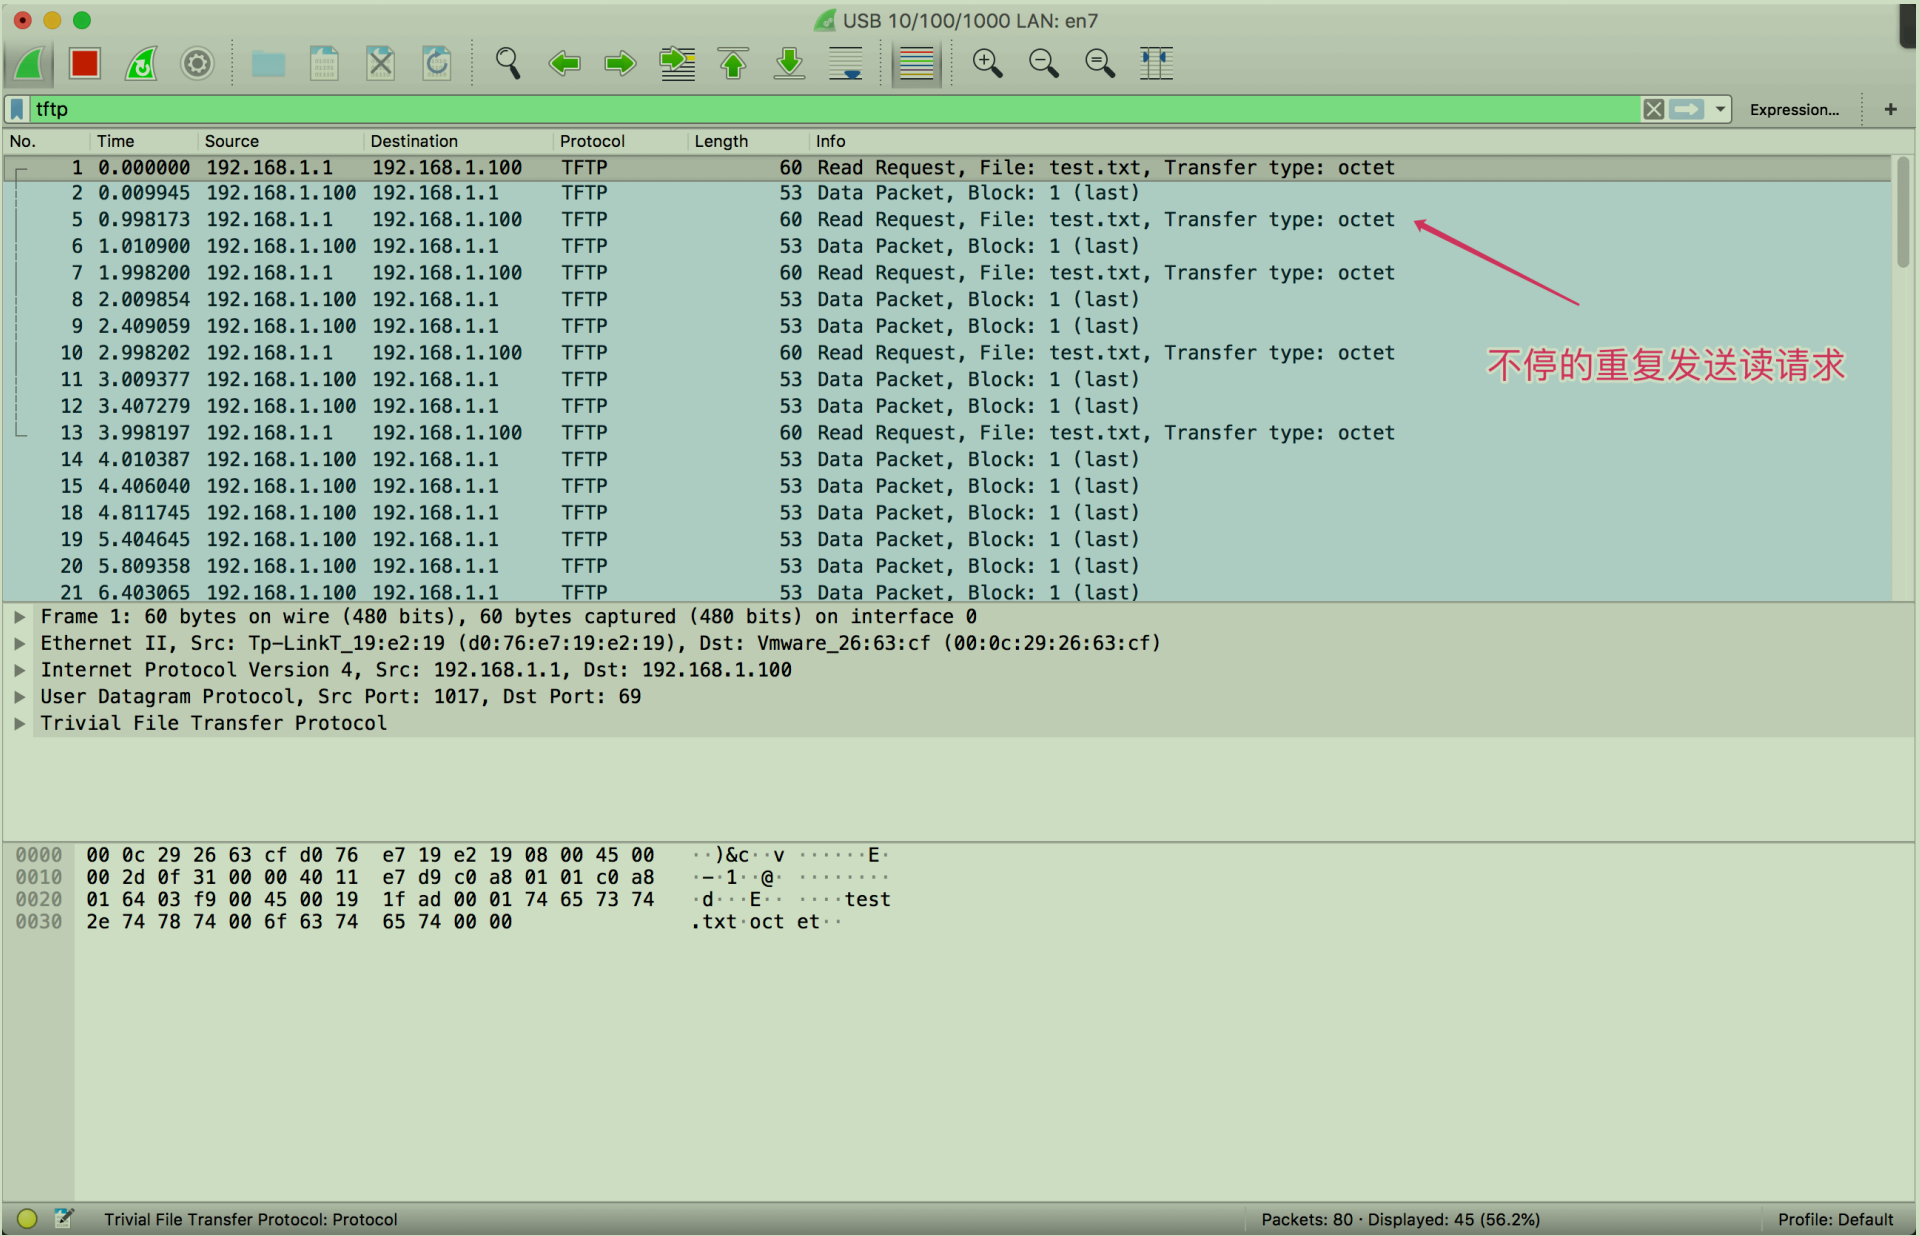 USB 10/100/1000 LAN: en7
tftp
Expression...
+
No. Time Source Destination Protocol Length Info
1 0.000000 192.168.1.1 192.168.1.100 TFTP 60 Read Request, File: test.txt, Transfer type: octet
2 0.009945 192.168.1.100 192.168.1.1 TFTP 53 Data Packet, Block: 1 (last)
5 0.998173 192.168.1.1 192.168.1.100 TFTP 60 Read Request, File: test.txt, Transfer type: octet
6 1.010900 192.168.1.100 192.168.1.1 TFTP 53 Data Packet, Block: 1 (last)
7 1.998200 192.168.1.1 192.168.1.100 TFTP 60 Read Request, File: test.txt, Transfer type: octet
8 2.009854 192.168.1.100 192.168.1.1 TFTP 53 Data Packet, Block: 1 (last)
9 2.409059 192.168.1.100 192.168.1.1 TFTP 53 Data Packet, Block: 1 (last)
10 2.998202 192.168.1.1 192.168.1.100 TFTP 60 Read Request, File: test.txt, Transfer type: octet
不停的重复发送读请求
11 3.009377 192.168.1.100 192.168.1.1 TFTP 53 Data Packet, Block: 1 (last)
12 3.407279 192.168.1.100 192.168.1.1 TFTP 53 Data Packet, Block: 1 (last)
13 3.998197 192.168.1.1 192.168.1.100 TFTP 60 Read Request, File: test.txt, Transfer type: octet
14 4.010387 192.168.1.100 192.168.1.1 TFTP 53 Data Packet, Block: 1 (last)
15 4.406040 192.168.1.100 192.168.1.1 TFTP 53 Data Packet, Block: 1 (last)
18 4.811745 192.168.1.100 192.168.1.1 TFTP 53 Data Packet, Block: 1 (last)
19 5.404645 192.168.1.100 192.168.1.1 TFTP 53 Data Packet, Block: 1 (last)
20 5.809358 192.168.1.100 192.168.1.1 TFTP 53 Data Packet, Block: 1 (last)
21 6.403065 192.168.1.100 192.168.1.1 TFTP 53 Data Packet, Block: 1 (last)
Frame 1: 60 bytes on wire (480 bits), 60 bytes captured (480 bits) on interface 0
Ethernet II, Src: Tp-LinkT_19:e2:19 (d0:76:e7:19:e2:19), Dst: Vmware_26:63:cf (00:0c:29:26:63:cf)
Internet Protocol Version 4, Src: 192.168.1.1, Dst: 192.168.1.100
User Datagram Protocol, Src Port: 1017, Dst Port: 69
Trivial File Transfer Protocol
0000 00 0c 29 26 63 cf d0 76 e7 19 e2 19 08 00 45 00 ··)&c··v ······E·
0010 00 2d 0f 31 00 00 40 11 e7 d9 c0 a8 01 01 c0 a8 ·-·1··@· ········
0020 01 64 03 f9 00 45 00 19 1f ad 00 01 74 65 73 74 ·d···E·· ····test
0030 2e 74 78 74 00 6f 63 74 65 74 00 00 .txt·oct et··
Trivial File Transfer Protocol: Protocol
Packets: 80 · Displayed: 45 (56.2%)
Profile: Default